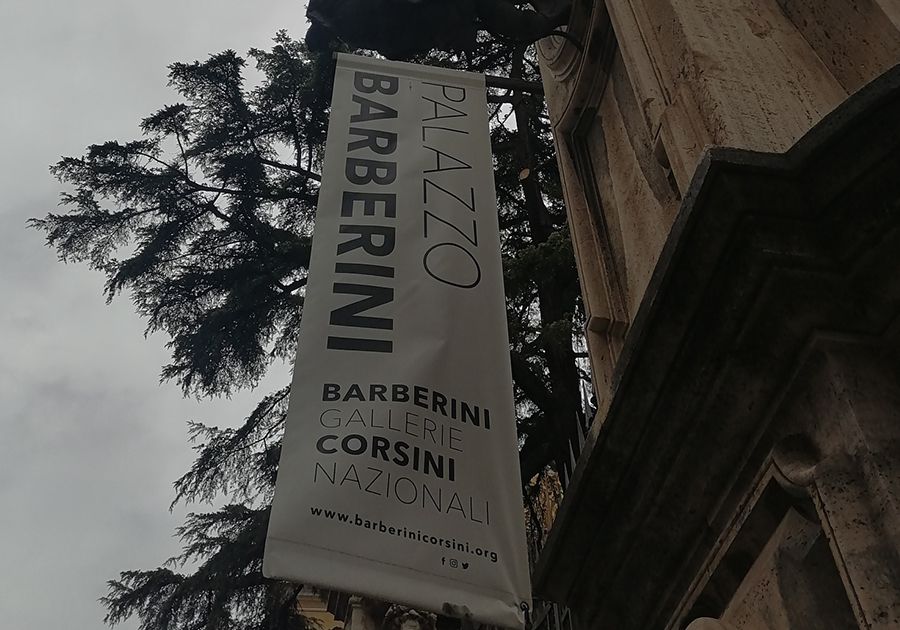 PALAZZO
BARBERINI
BARBERINI
GALLERIE
CORSINI
NAZIONALI
www.barberinicorsini.org